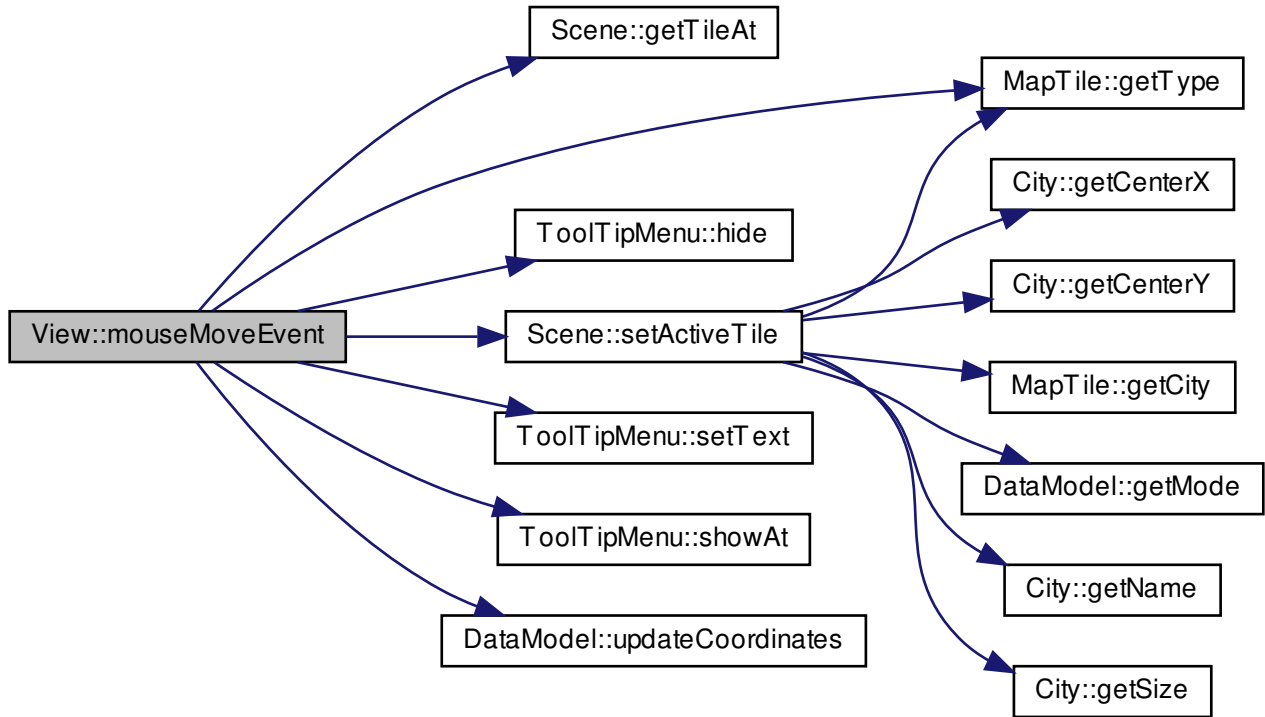 Scene::getTileAt
MapTile::getType
City::getCenterX
ToolTipMenu::hide
City::getCenterY
View::mouseMoveEvent
Scene::setActiveTile
MapTile::getCity
ToolTipMenu::setText
DataModel::getMode
ToolTipMenu::showAt
City::getName
DataModel::updateCoordinates
City::getSize